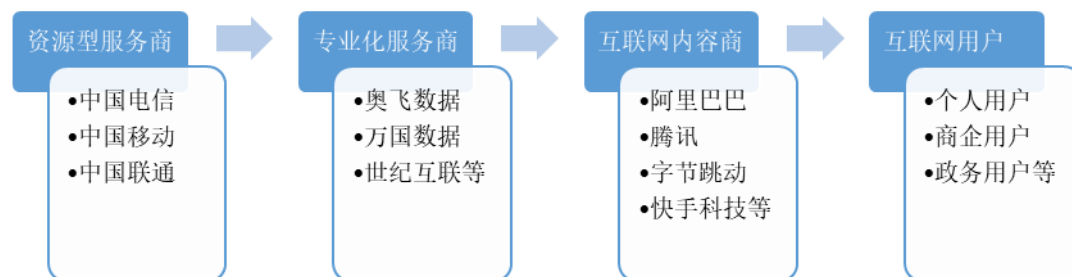 资源型服务商
•中国电信
•中国移动
•中国联通
专业化服务商
•奥飞数据
•万国数据
•世纪互联等
互联网内容商
•阿里巴巴
•腾讯
•字节跳动
•快手科技等
互联网用户
•个人用户
•商企用户
•政务用户等